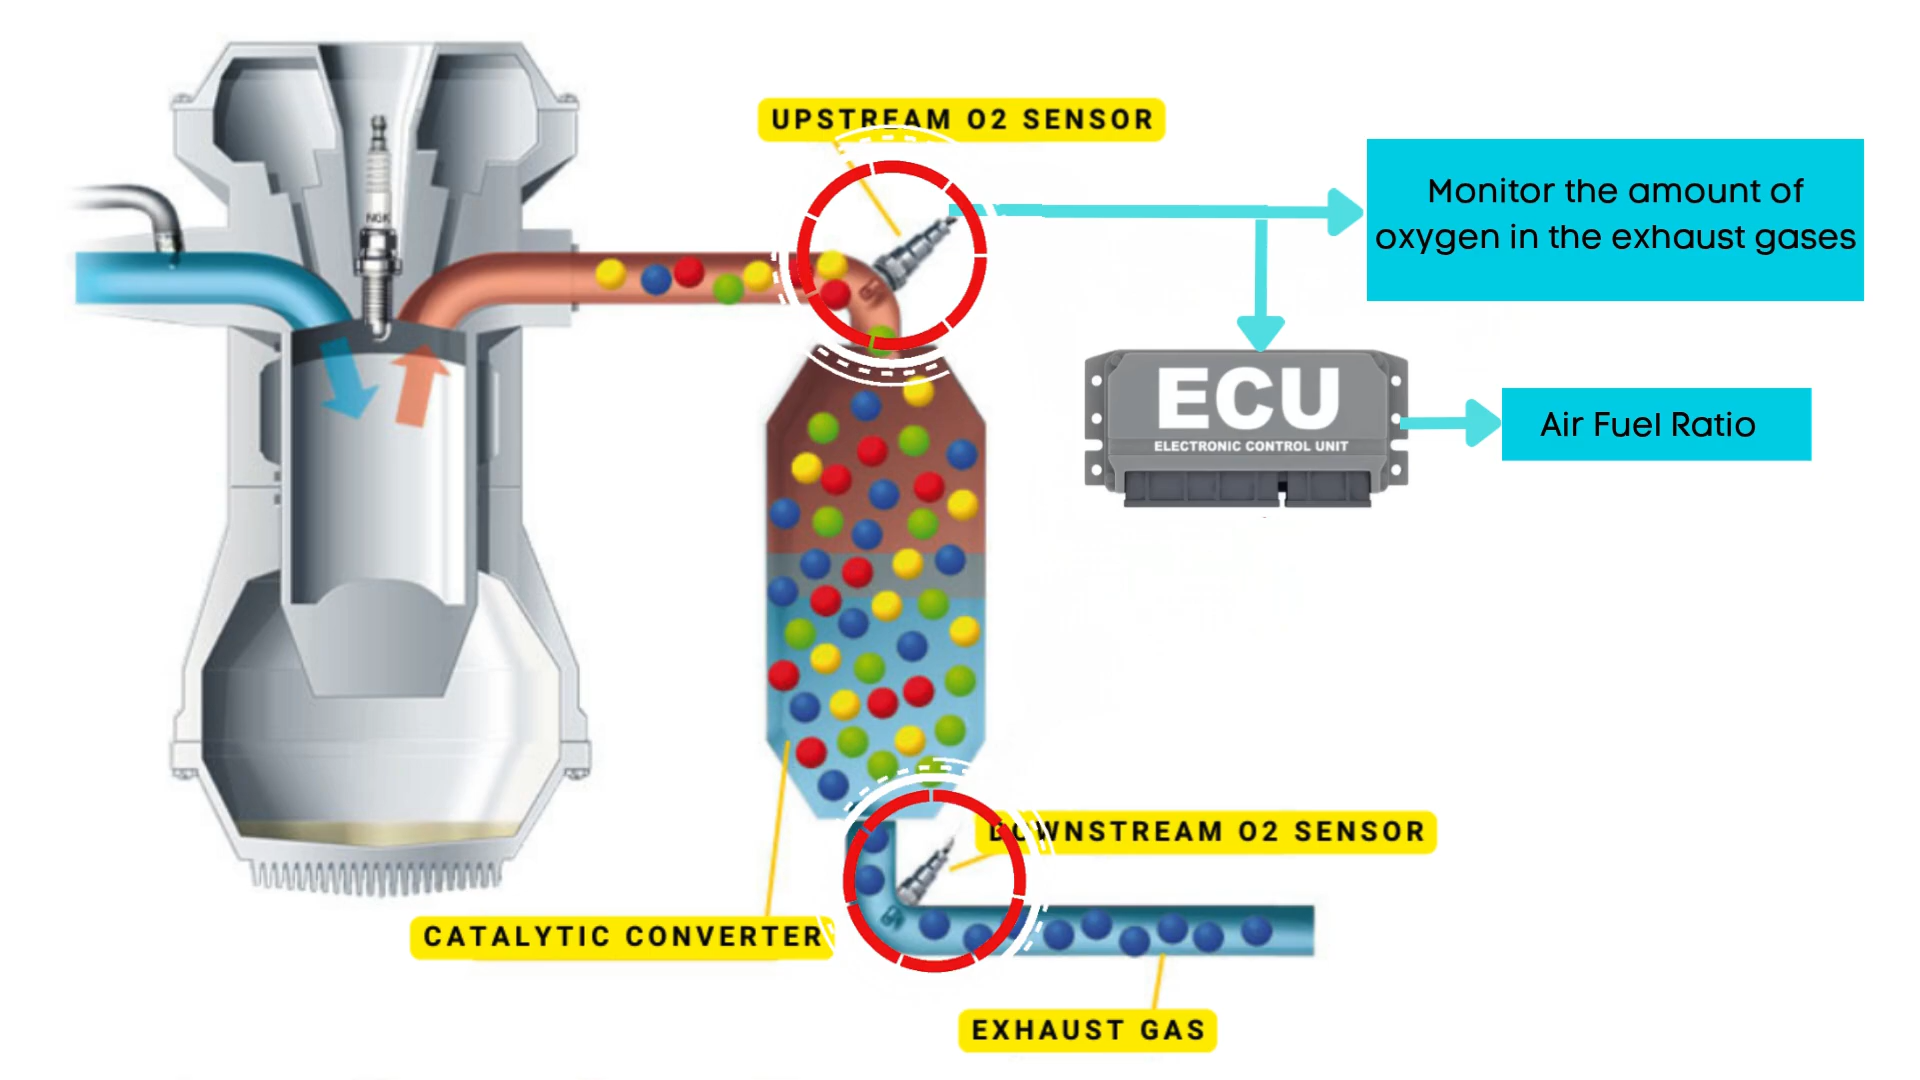 UPSTREAM O2 SENSOR
Monitor the amount of
oxygen in the exhaust gases
NGK
ECU
ELECTRONIC CONTROL UNIT
Air Fuel Ratio
DOWNSTREAM O2 SENSOR
CATALYTIC CONVERTER
EXHAUST GAS